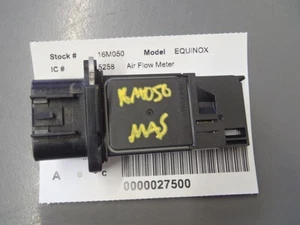 Stock # 16M050 Model EQUINOX
IC # 5258 Air Flow Meter
KM050
MAS
A C
0000027500